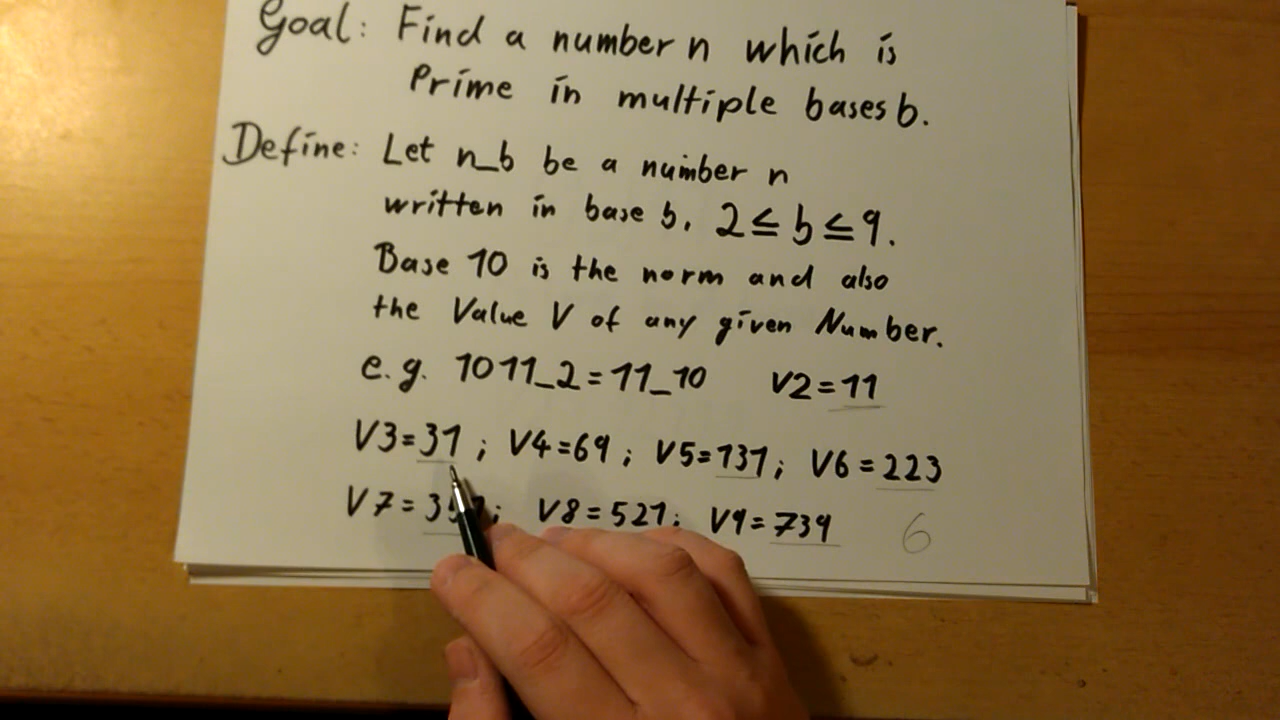 Goal: Find a number n which is
Prime in multiple bases b.
Define: Let n_b be a number n
written in base b, 2 ≤ b ≤ 9.
Base 10 is the norm and also
the Value V of any given Number.
e.g. 1011_2 = 11_10 V2 = 11
V3 = 31 ; V4 = 69 ; V5 = 131 ; V6 = 223
V7 = ; V8 = 521 ; V9 = 739 6